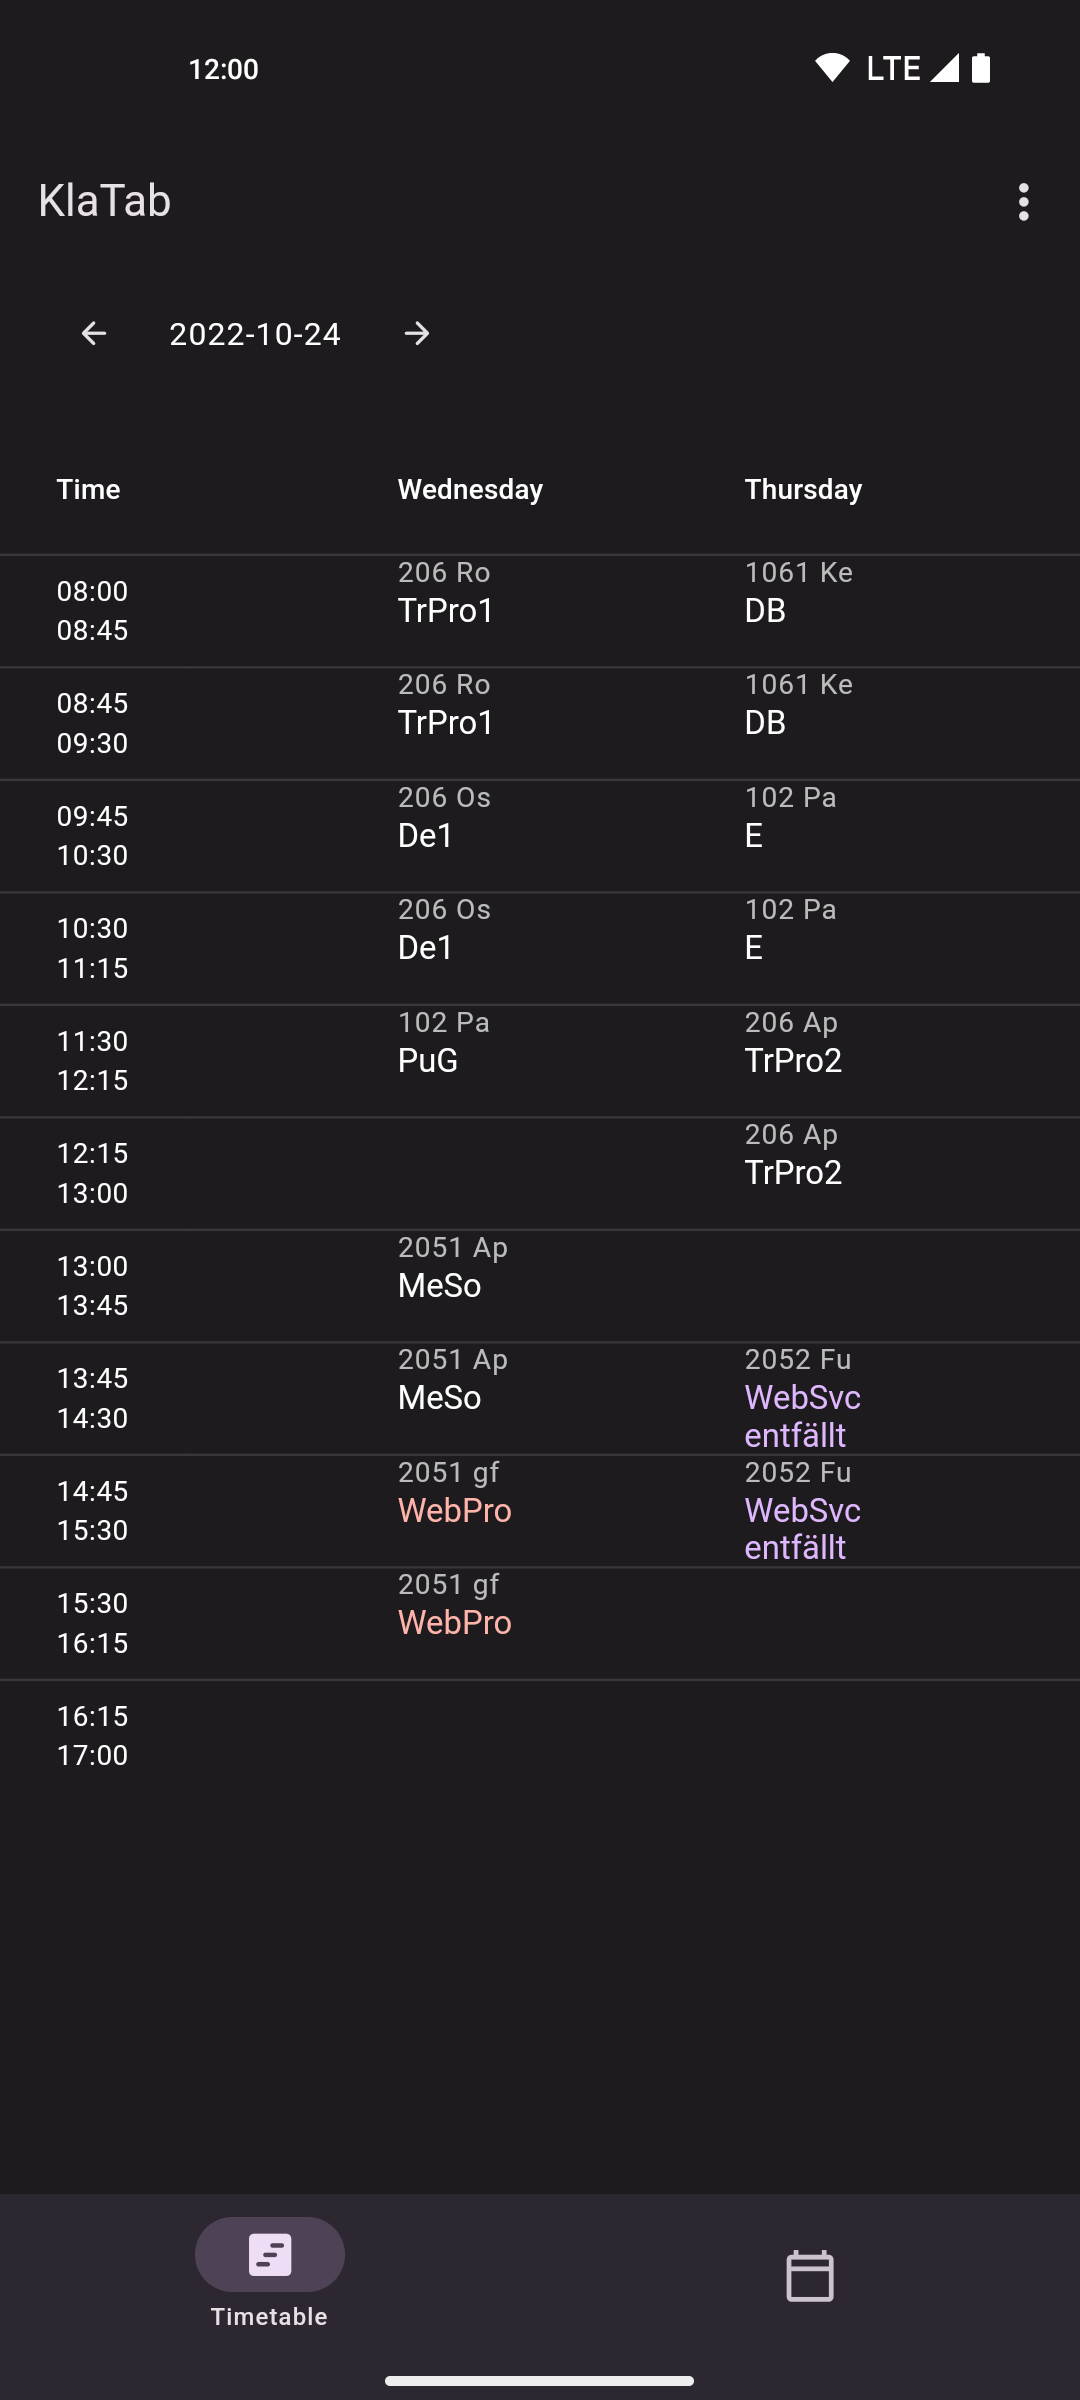 12:00 LTE
KlaTab
2022-10-24
Time Wednesday Thursday
08:00 206 Ro 1061 Ke
08:45 TrPro1 DB
08:45 206 Ro 1061 Ke
09:30 TrPro1 DB
09:45 206 Os 102 Pa
10:30 De1 E
10:30 206 Os 102 Pa
11:15 De1 E
11:30 102 Pa 206 Ap
12:15 PuG TrPro2
12:15 206 Ap
13:00 TrPro2
13:00 2051 Ap
13:45 MeSo
13:45 2051 Ap 2052 Fu
14:30 MeSo WebSvc
entfällt
14:45 2051 gf 2052 Fu
15:30 WebPro WebSvc
entfällt
15:30 2051 gf
16:15 WebPro
16:15
17:00
Timetable